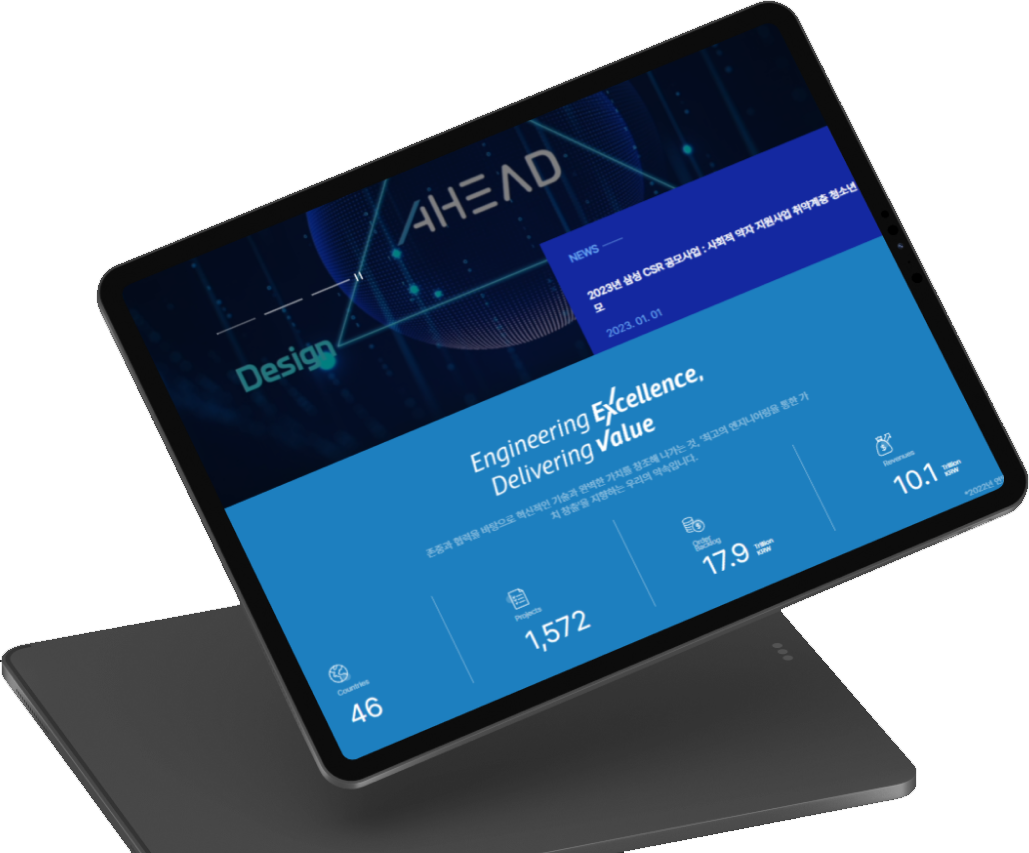 AHEAD
Design
NEWS
2023년 삼성 CSR 공모사업 : 사회적 약자 지원사업 취약계층 청소년
모
2023. 01. 01
Engineering Excellence,
Delivering Value
존중과 협력을 바탕으로 혁신적인 기술과 완벽한 가치를 창조해 나가는 것, '최고의 엔지니어링을 통한 가
치 창출'을 지향하는 우리의 약속입니다.
Countries
46
Projects
1,572
Order
Backlog
17.9 Trillion
KRW
Revenues
10.1 Trillion
KRW
*2022년